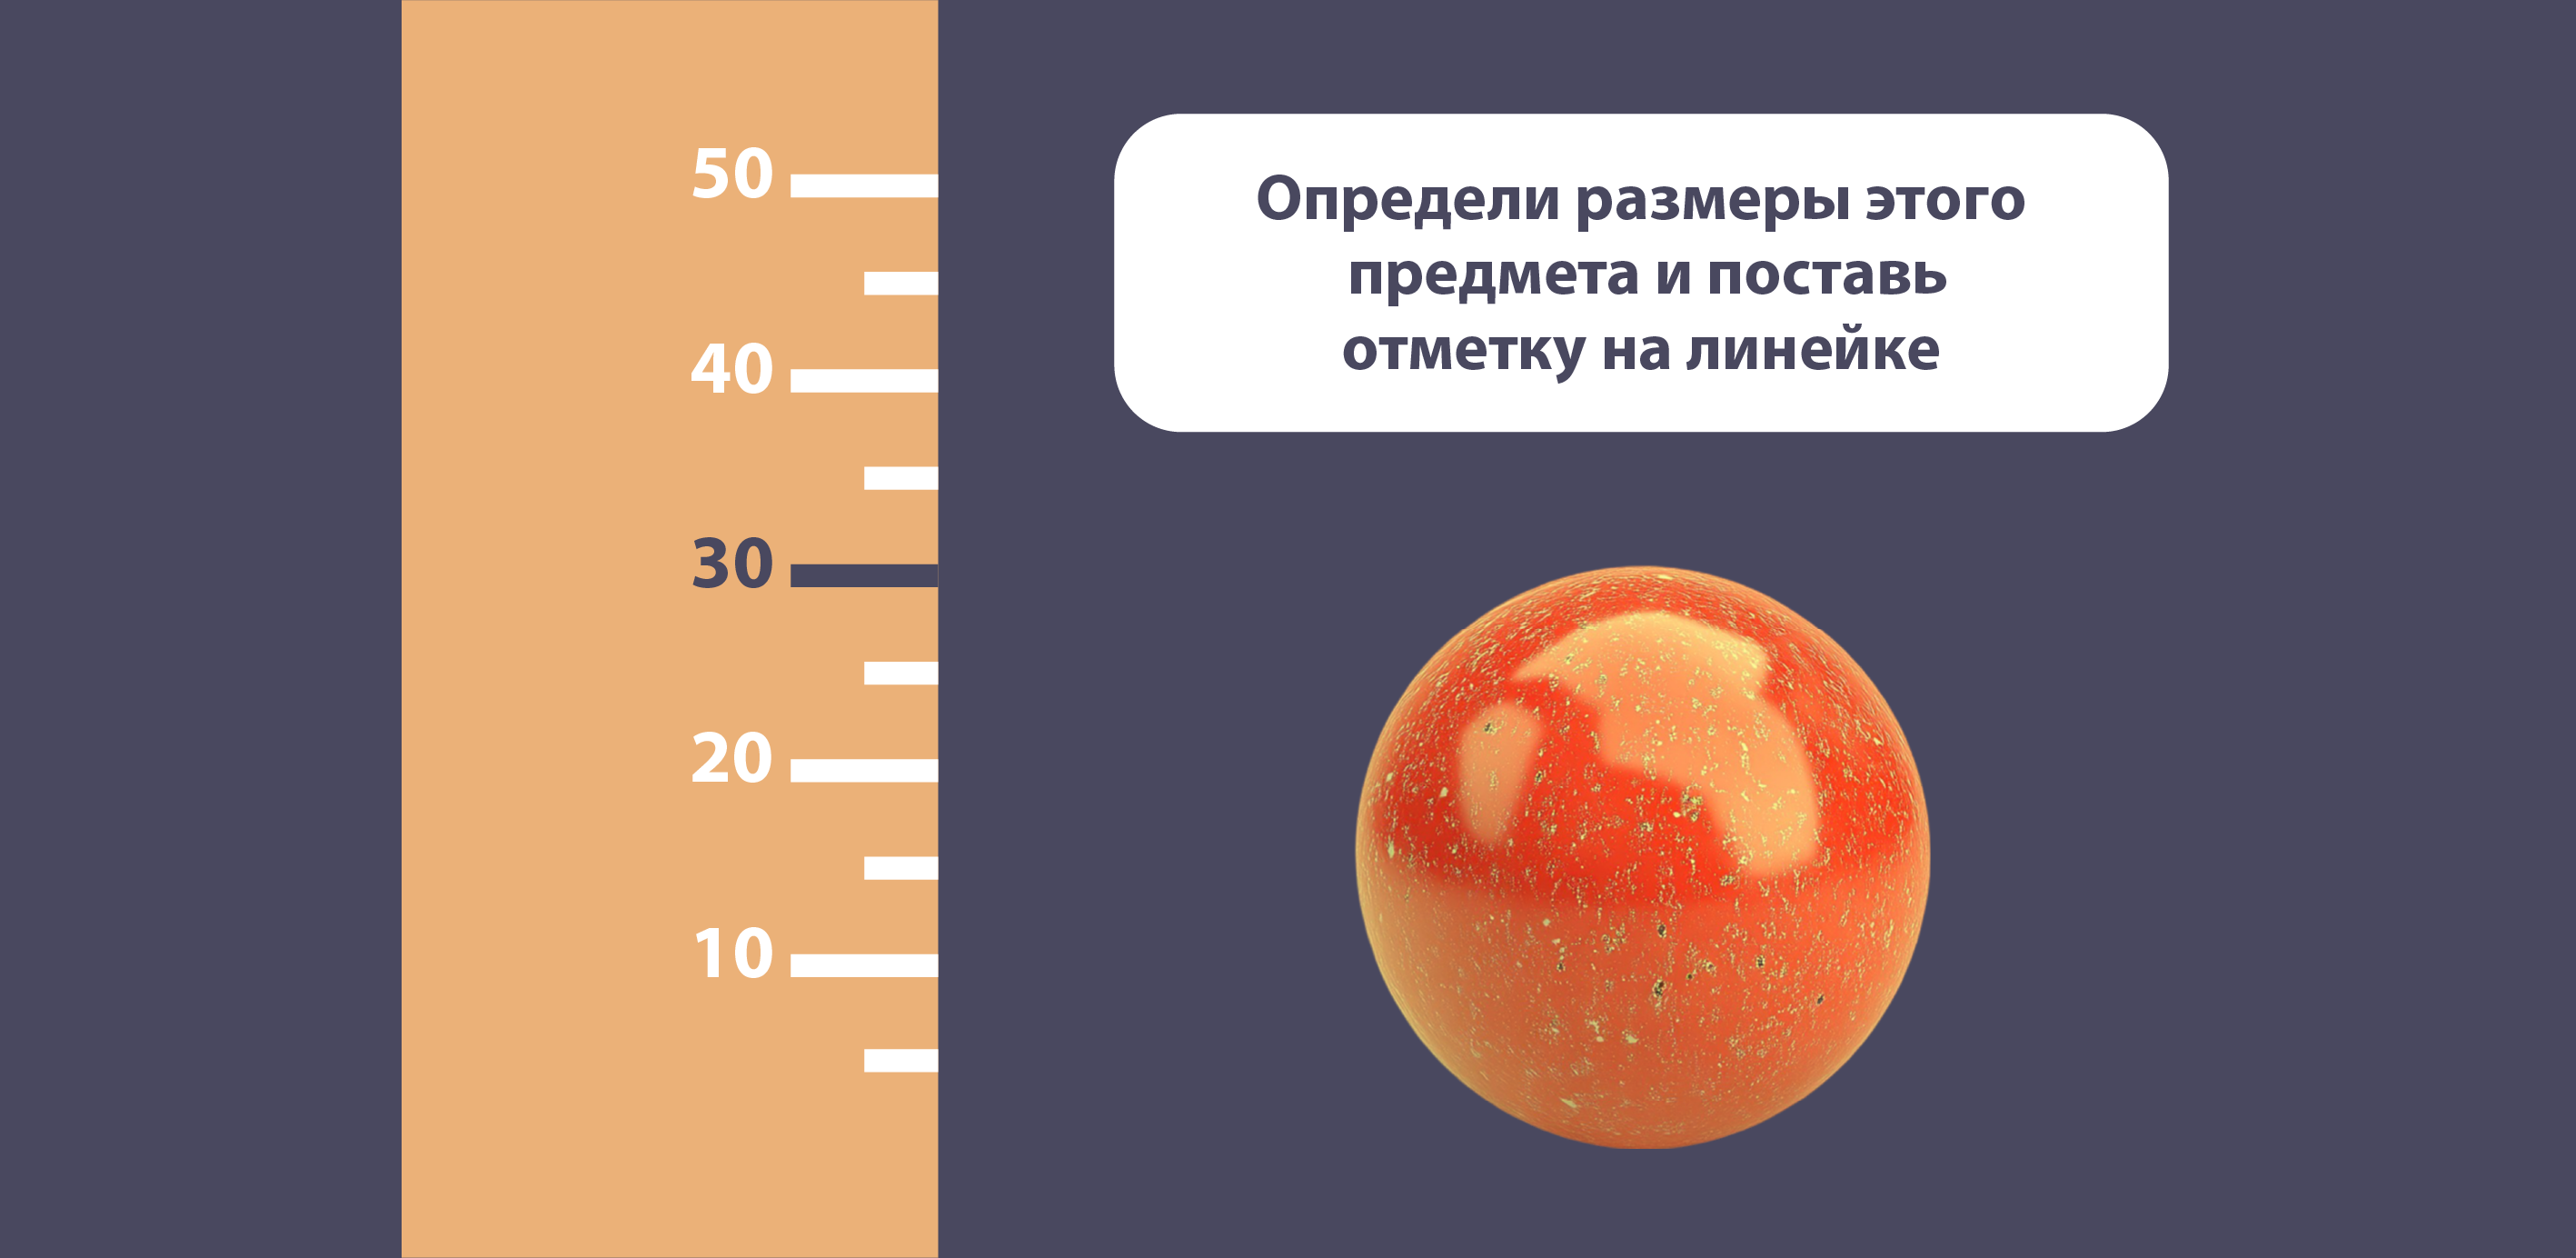 50
40
30
20
10
Определи размеры этого
предмета и поставь
отметку на линейке